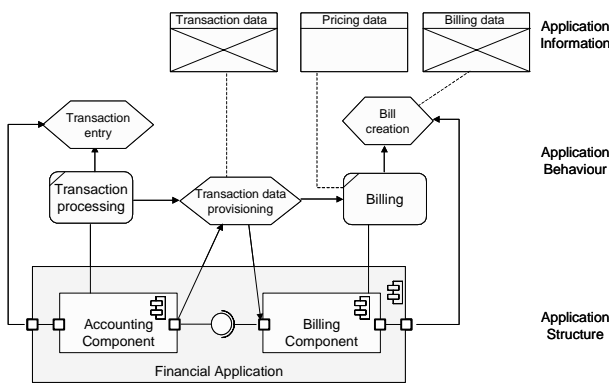 Transaction data
Pricing data
Billing data
Application
Information
Transaction
entry
Bill
creation
Application
Behaviour
Transaction
processing
Transaction data
provisioning
Billing
Accounting
Component
Billing
Component
Application
Structure
Financial Application